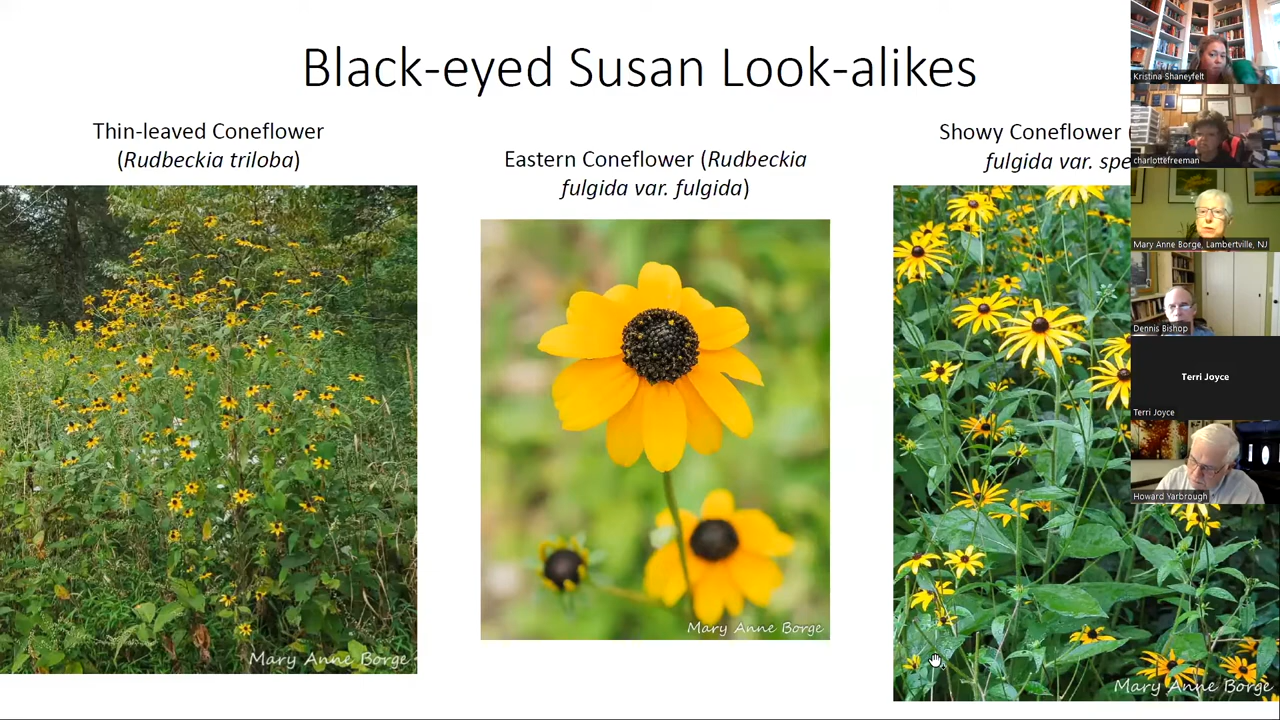 Black-eyed Susan Look-alikes
Thin-leaved Coneflower
(Rudbeckia triloba)
Eastern Coneflower (Rudbeckia
fulgida var. fulgida)
Showy Coneflower (
fulgida var. spe
Mary Anne Borge
Mary Anne Borge
Mary Anne Borge
Kristina Shaneyfelt
charlottefreeman
Mary Anne Borge, Lambertville, NJ
Dennis Bishop
Terri Joyce
Terri Joyce
Howard Yarbrough